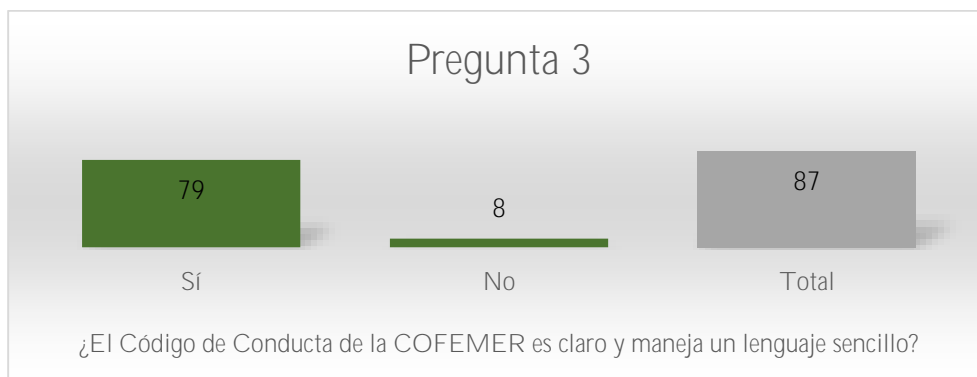 Pregunta 3
79
8
87
Sí
No
Total
¿El Código de Conducta de la COFEMER es claro y maneja un lenguaje sencillo?